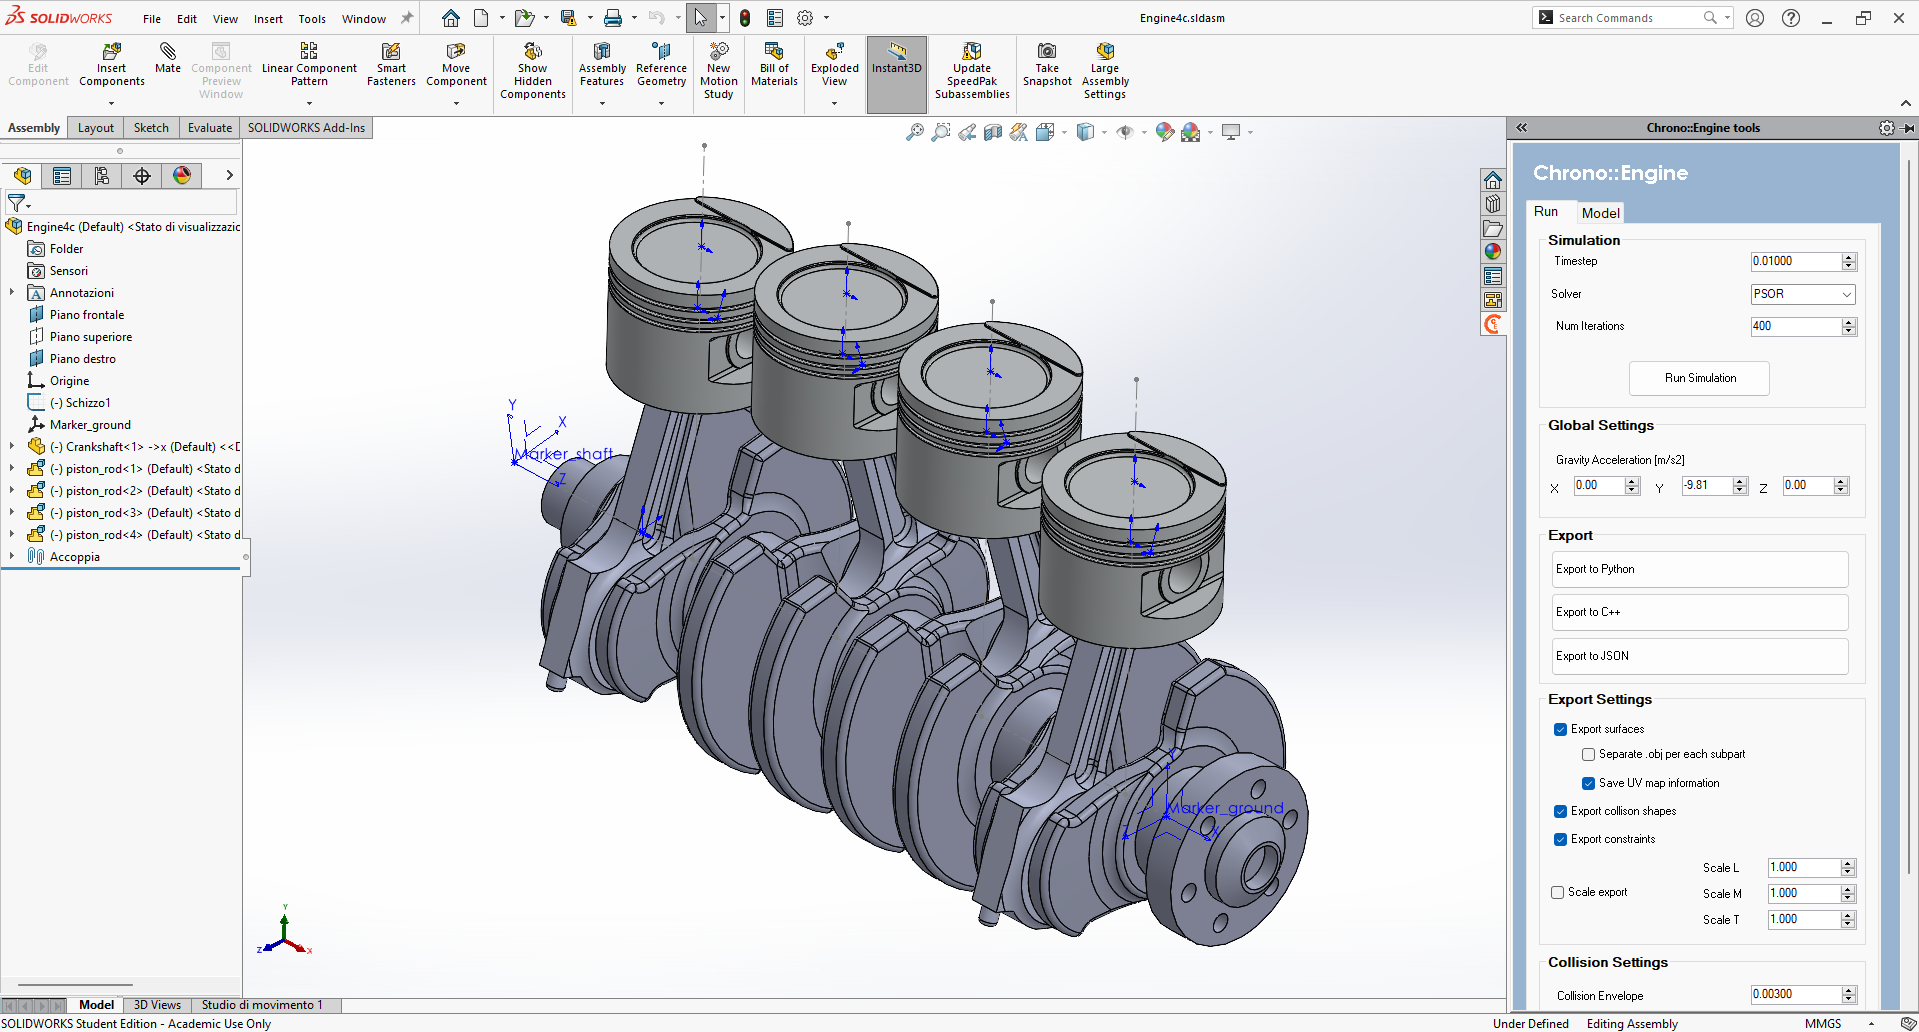 SOLIDWORKS File Edit View Insert Tools Window Engine4c.sldasm Search Commands
Edit Component
Insert Components
Mate
Component Preview Window
Linear Component Pattern
Smart Fasteners
Move Component
Show Hidden Components
Assembly Features
Reference Geometry
New Motion Study
Bill of Materials
Exploded View
Instant3D
Update SpeedPak Subassemblies
Take Snapshot
Large Assembly Settings
Assembly Layout Sketch Evaluate SOLIDWORKS Add-Ins
Engine4c (Default) <Stato di visualizzazic
Folder
Sensori
Annotazioni
Piano frontale
Piano superiore
Piano destro
Origine
(-) Schizzo1
Marker_ground
(-) Crankshaft<1> ->x (Default) <<D
(-) piston_rod<1> (Default) <Stato d
(-) piston_rod<2> (Default) <Stato d
(-) piston_rod<3> (Default) <Stato d
(-) piston_rod<4> (Default) <Stato d
Accoppia
Y
X
Marker_shaft
Z
Y
Marker_ground
Z
X
Y
Z
X
Chrono::Engine tools
Chrono::Engine
Run Model
Simulation
Timestep 0.01000
Solver PSOR
Num Iterations 400
Run Simulation
Global Settings
Gravity Acceleration [m/s2]
X 0.00 Y -9.81 Z 0.00
Export
Export to Python
Export to C++
Export to JSON
Export Settings
Export surfaces
Separate .obj per each subpart
Save UV map information
Export collison shapes
Export constraints
Scale L 1.000
Scale export Scale M 1.000
Scale T 1.000
Collision Settings
Collision Envelope 0.00300
Model 3D Views Studio di movimento 1
SOLIDWORKS Student Edition - Academic Use Only Under Defined Editing Assembly MMGS